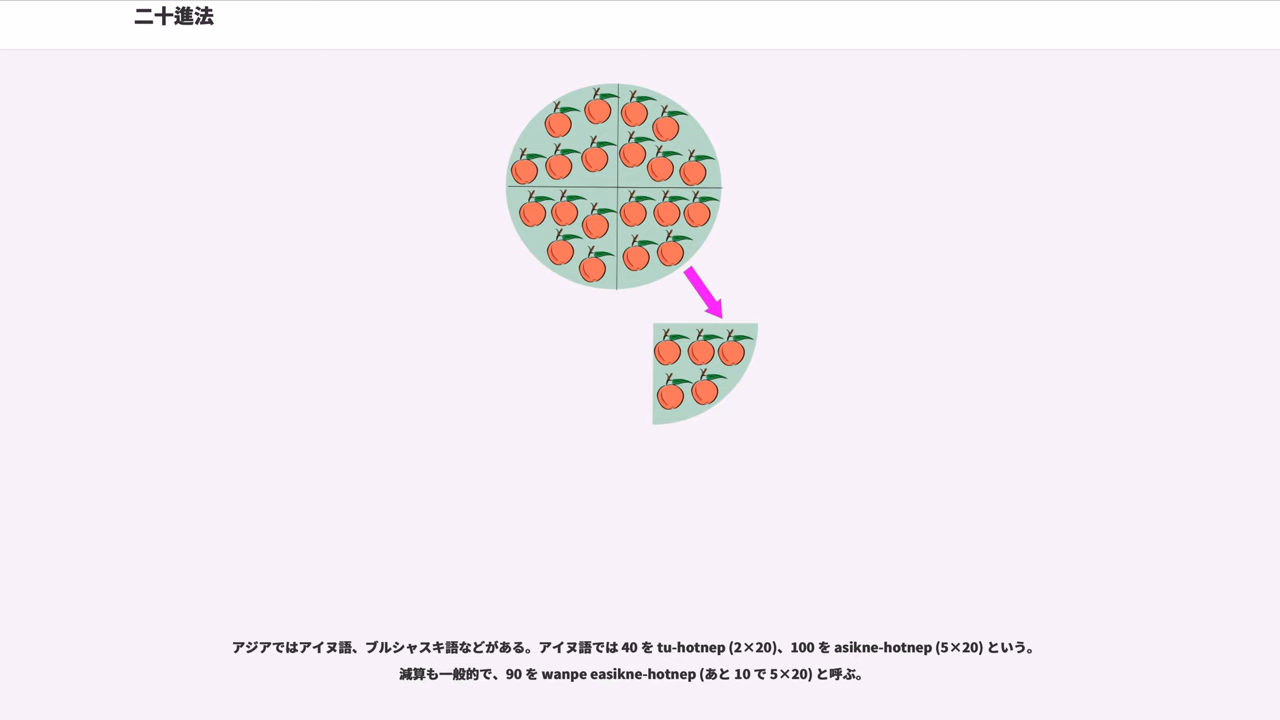 二十進法
アジアではアイヌ語、ブルシャスキ語などがある。アイヌ語では 40 を tu-hotnep (2×20)、100 を asikne-hotnep (5×20) という。
減算も一般的で、90 を wanpe easikne-hotnep (あと 10 で 5×20) と呼ぶ。